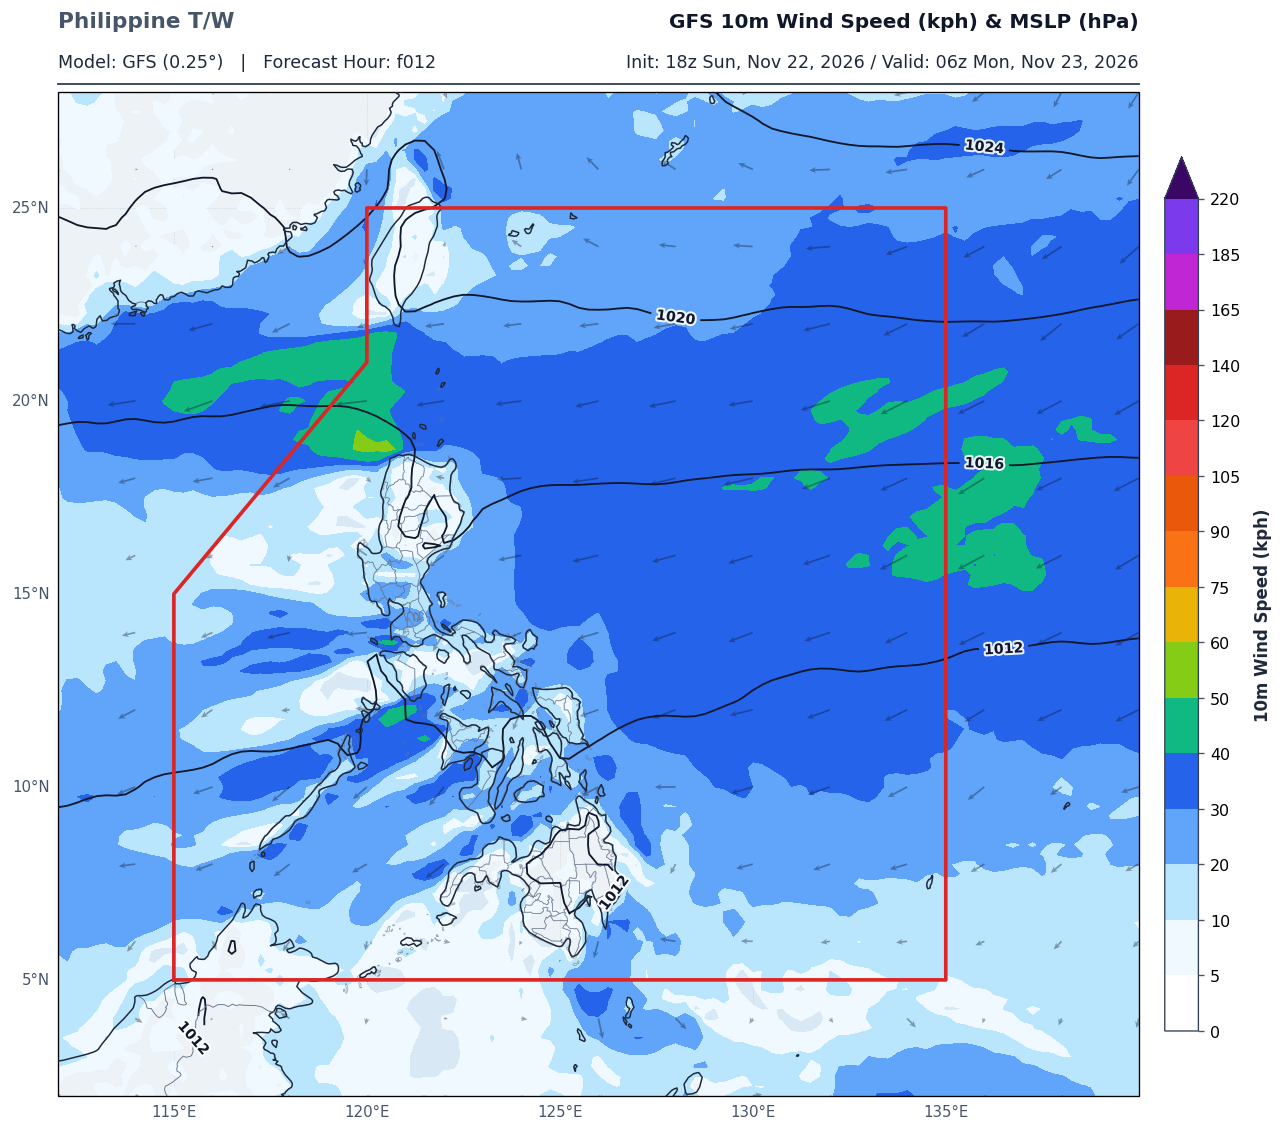 Philippine T/W
GFS 10m Wind Speed (kph) & MSLP (hPa)
Model: GFS (0.25°)   |   Forecast Hour: f012
Init: 18z Sun, Nov 22, 2026 / Valid: 06z Mon, Nov 23, 2026
1024
1020
1016
1012
1012
1012
25°N
20°N
15°N
10°N
5°N
115°E
120°E
125°E
130°E
135°E
220
185
165
140
120
105
90
75
60
50
40
30
20
10
5
0
10m Wind Speed (kph)